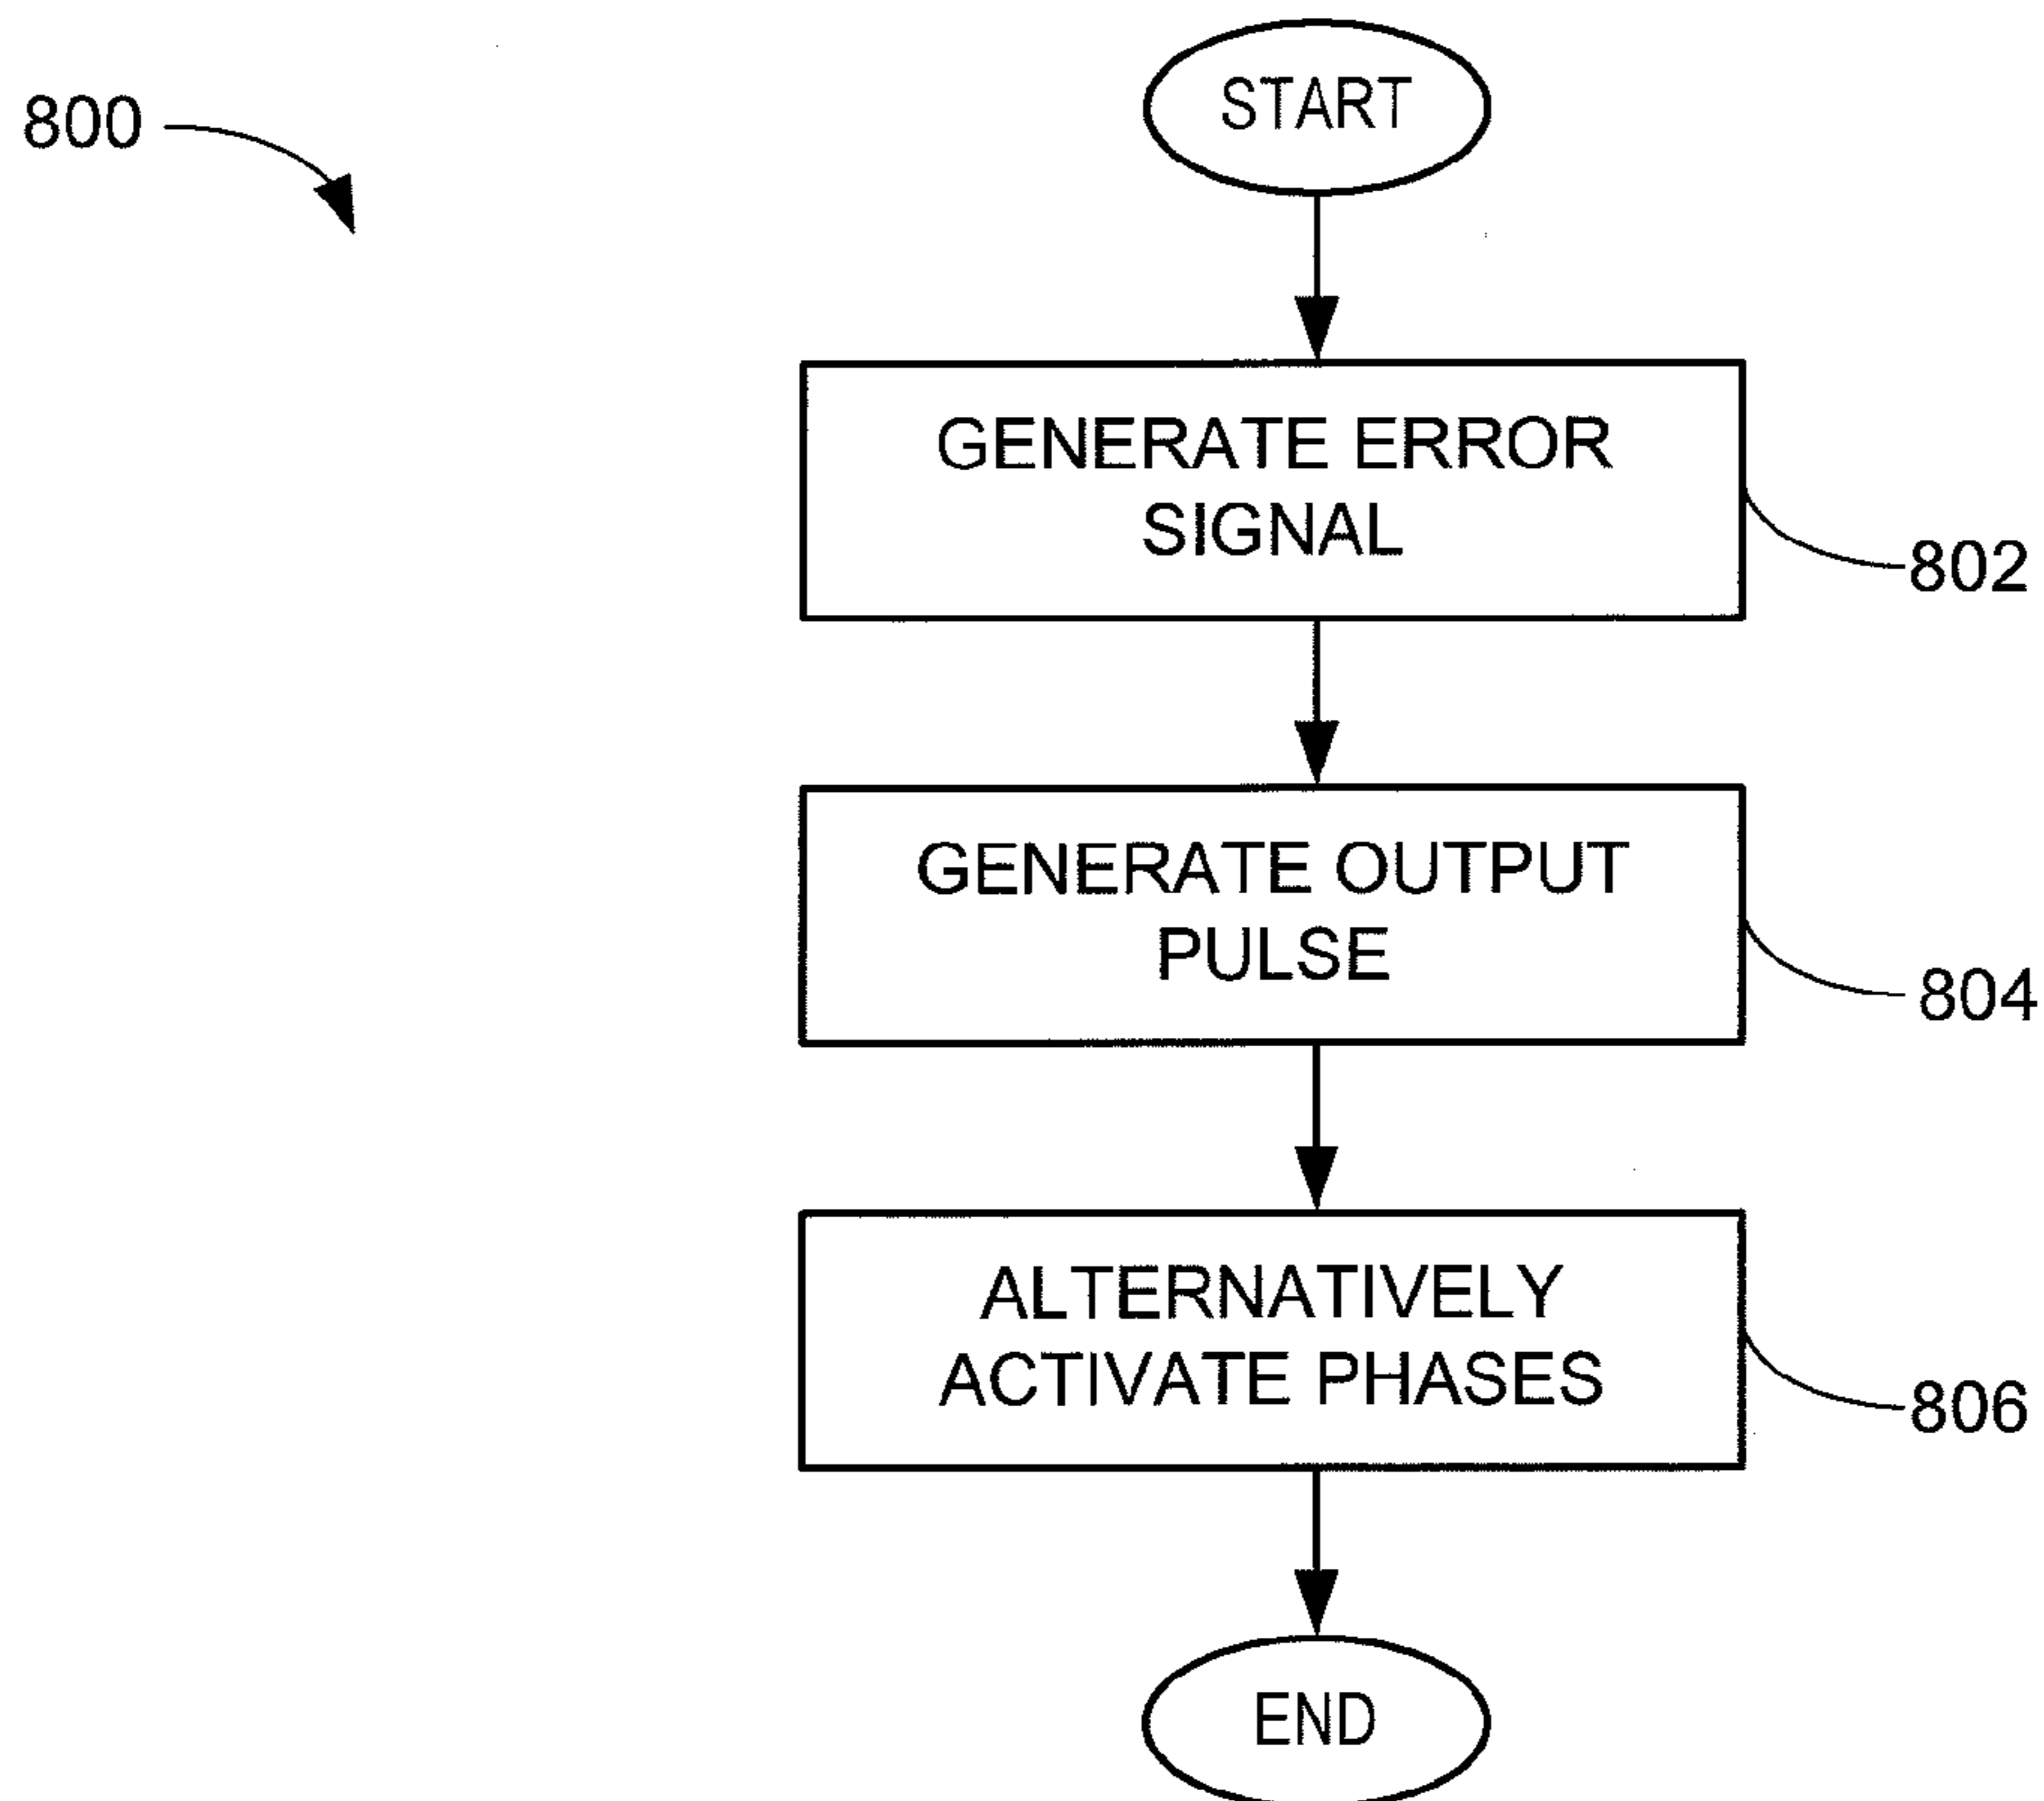 800
START
GENERATE ERROR
SIGNAL
802
GENERATE OUTPUT
PULSE
804
ALTERNATIVELY
ACTIVATE PHASES
806
END